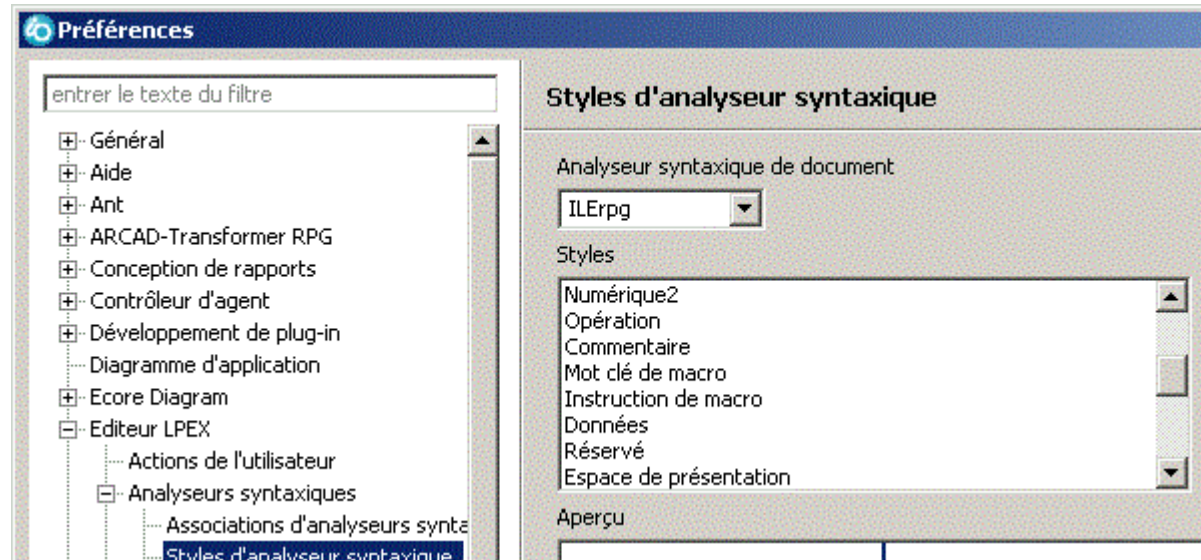 Préférences
entrer le texte du filtre
Général
Aide
Ant
ARCAD-Transformer RPG
Conception de rapports
Contrôleur d'agent
Développement de plug-in
Diagramme d'application
Ecore Diagram
Editeur LPEX
Actions de l'utilisateur
Analyseurs syntaxiques
Associations d'analyseurs synta
Styles d'analyseur syntaxique
Styles d'analyseur syntaxique
Analyseur syntaxique de document
ILErpg
Styles
Numérique2
Opération
Commentaire
Mot clé de macro
Instruction de macro
Données
Réservé
Espace de présentation
Aperçu